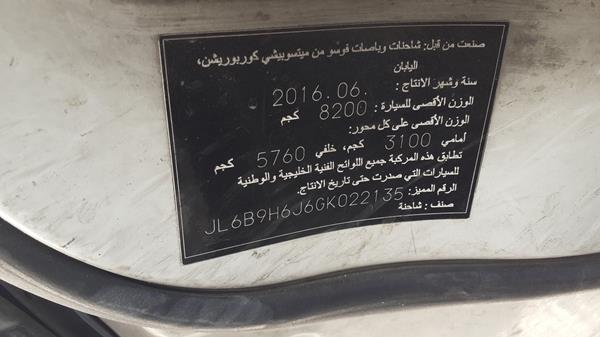 صنعت من قبل: شاحنات وباصات فوسو من ميتسوبيشي كوربوريشن،
اليابان
سنة وشهر الانتاج : 2016.06.
الوزن الأقصى للسيارة : 8200 كجم
الوزن الأقصى على كل محور:
أمامي 3100 كجم، خلفي 5760 كجم
تطابق هذه المركبة جميع اللوائح الفنية الخليجية والوطنية
للسيارات التي صدرت حتى تاريخ الانتاج.
الرقم المميز: JL6B9H6J6GK022135
صنف : شاحنة